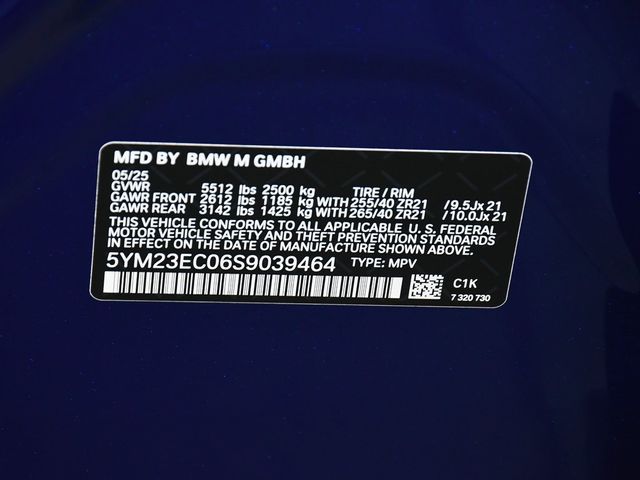 MFD BY BMW M GMBH
05/25
GVWR 5512 lbs 2500 kg TIRE / RIM
GAWR FRONT 2612 lbs 1185 kg WITH 255/40 ZR21 / 9.5Jx 21
GAWR REAR 3142 lbs 1425 kg WITH 265/40 ZR21 / 10.0Jx 21
THIS VEHICLE CONFORMS TO ALL APPLICABLE U.S. FEDERAL
MOTOR VEHICLE SAFETY AND THEFT PREVENTION STANDARDS
IN EFFECT ON THE DATE OF MANUFACTURE SHOWN ABOVE.
5YM23EC06S9039464 TYPE: MPV
C1K
7 320 730